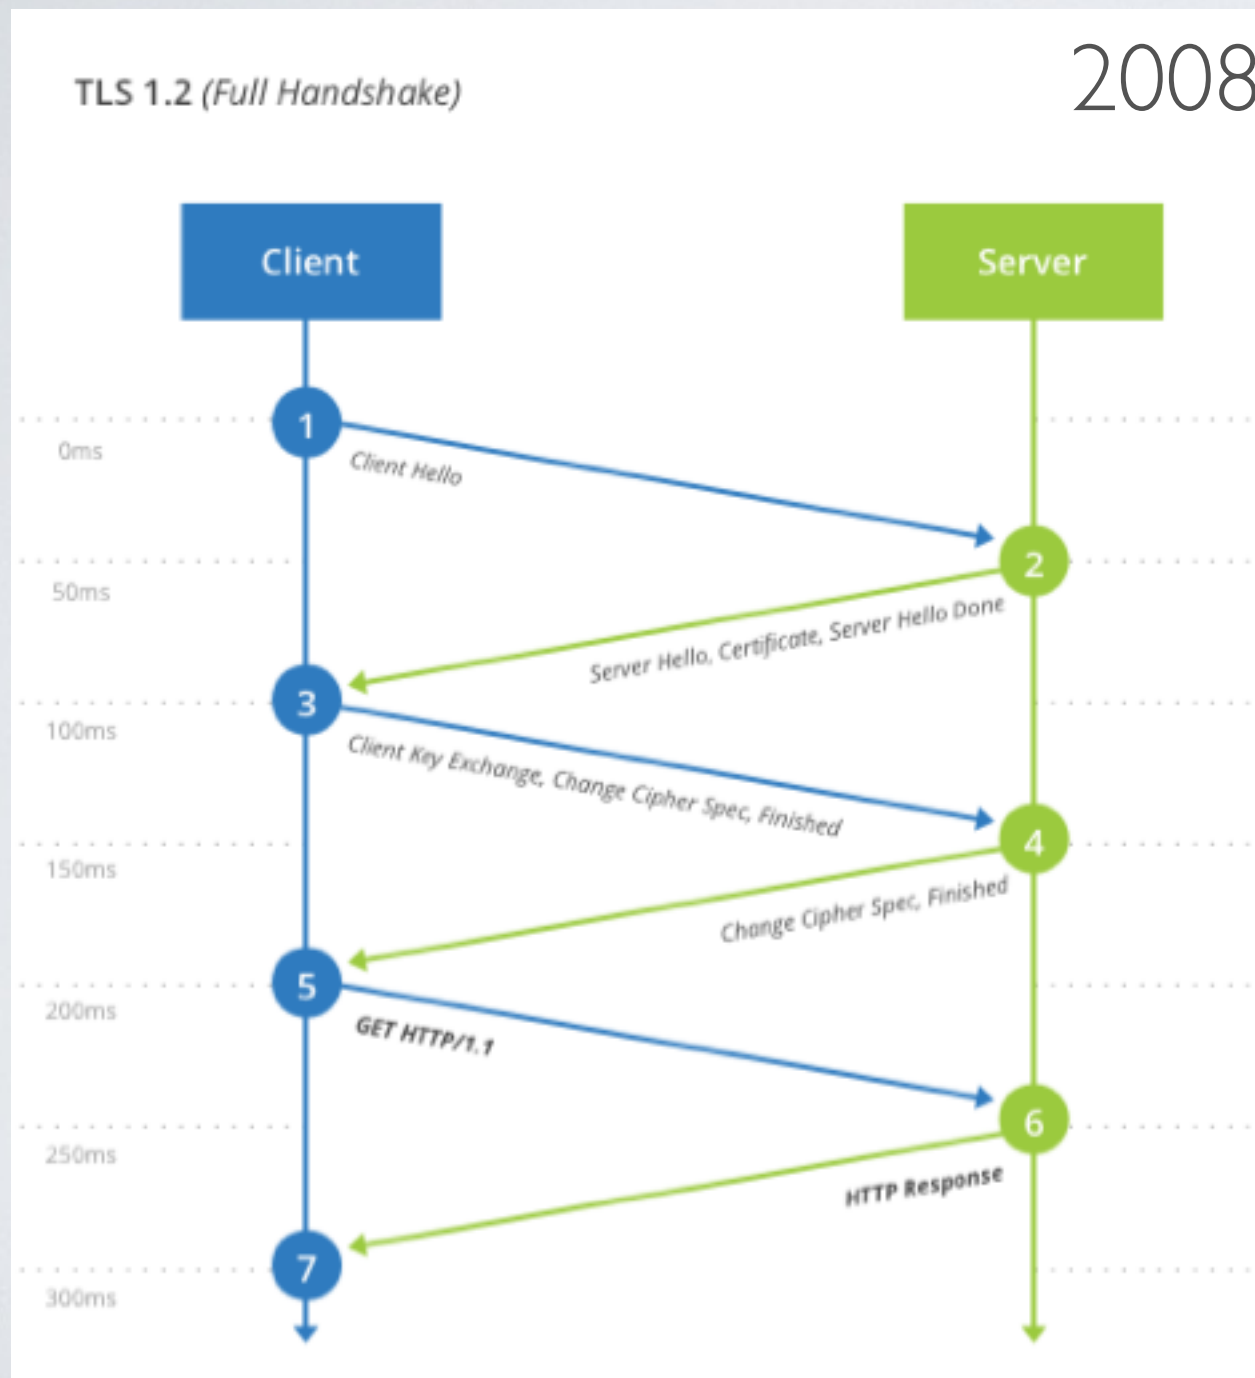 2008
TLS 1.2 (Full Handshake)
Client
Server
1
0ms
Client Hello
2
50ms
Server Hello, Certificate, Server Hello Done
3
100ms
Client Key Exchange, Change Cipher Spec, Finished
4
150ms
Change Cipher Spec, Finished
5
200ms
GET HTTP/1.1
6
250ms
HTTP Response
7
300ms